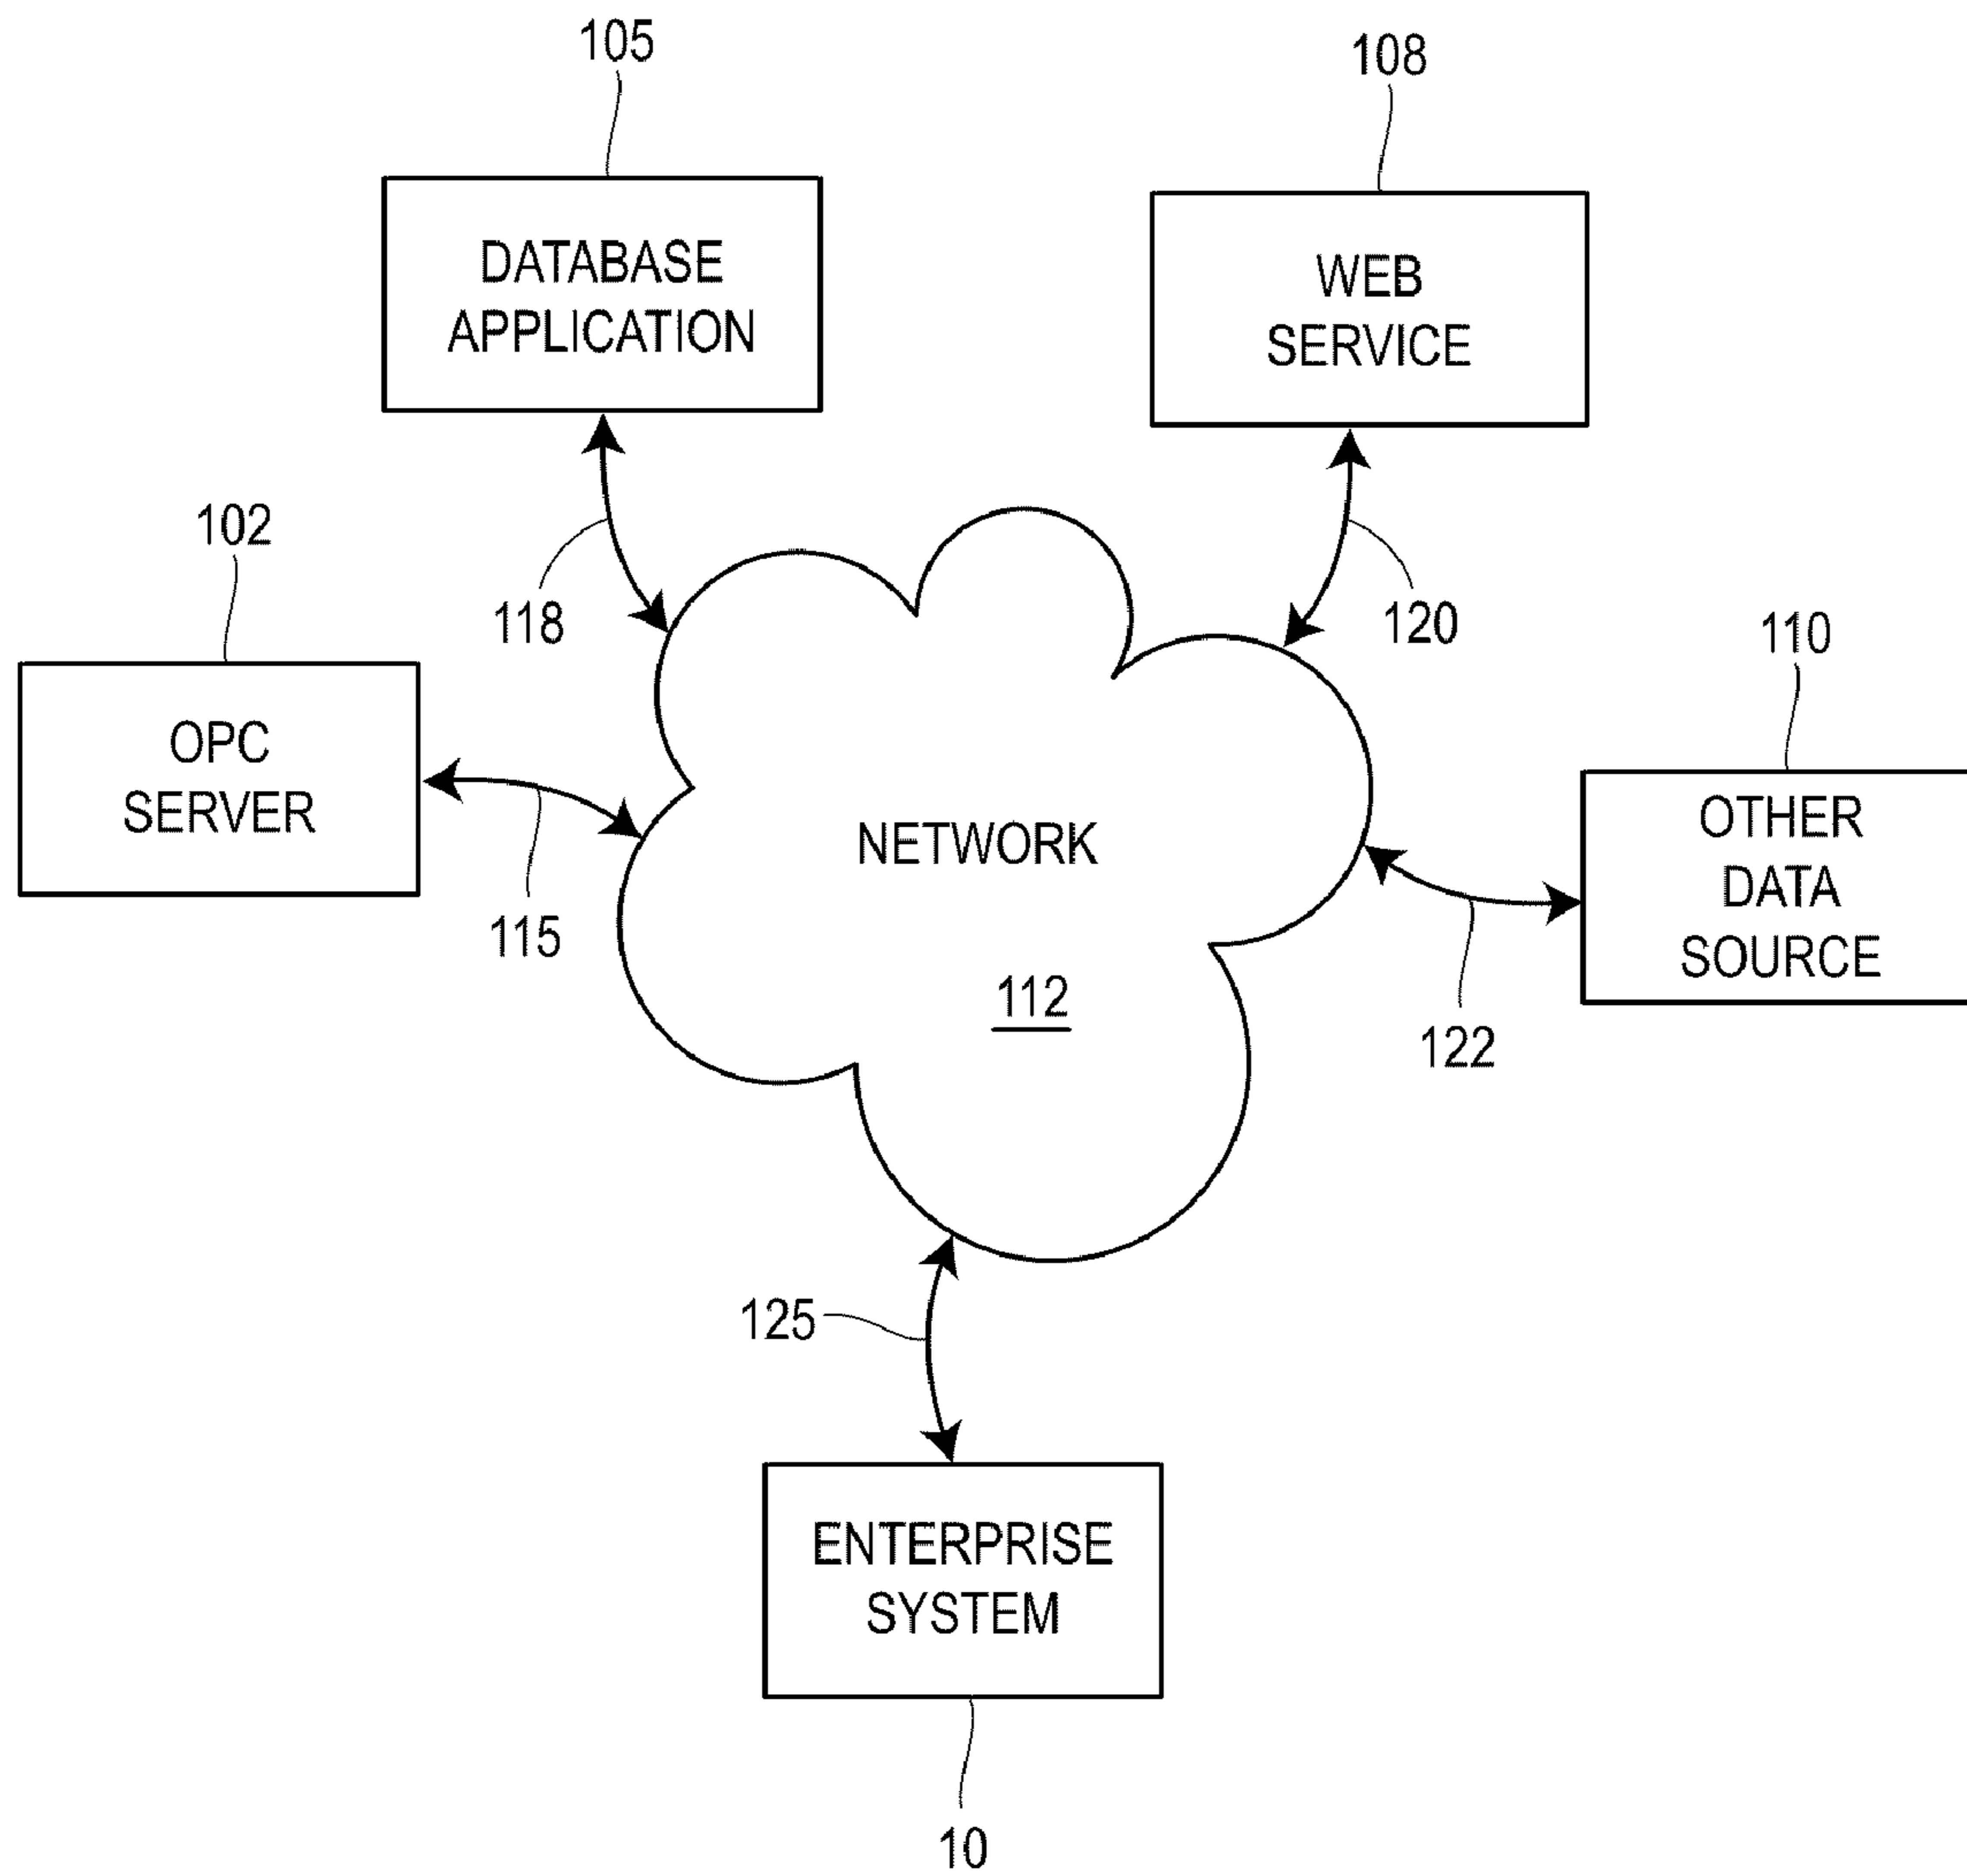 105
108
DATABASE
APPLICATION
WEB
SERVICE
102
118
120
110
OPC
SERVER
115
NETWORK
112
OTHER
DATA
SOURCE
122
125
ENTERPRISE
SYSTEM
10